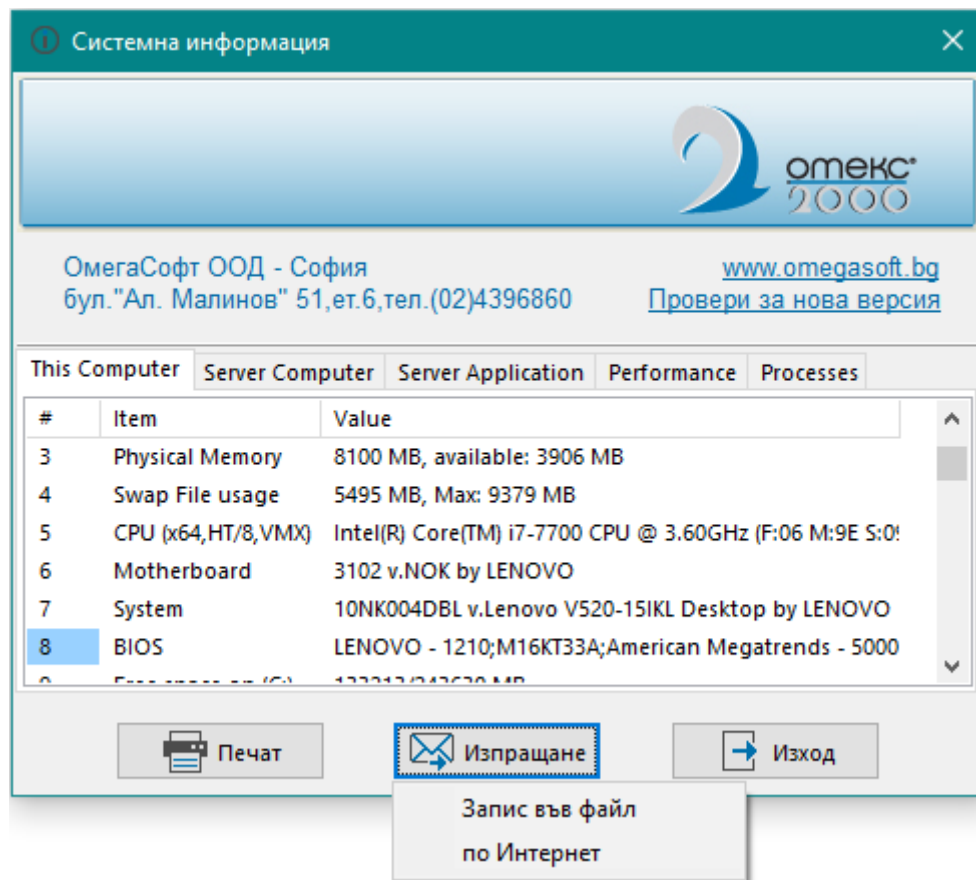 Системна информация
омекс
2000
ОмегаСофт ООД - София
www.omegasoft.bg
бул."Ал. Малинов" 51,ет.6,тел.(02)4396860
Провери за нова версия
This Computer Server Computer Server Application Performance Processes
# Item Value
3 Physical Memory 8100 MB, available: 3906 MB
4 Swap File usage 5495 MB, Max: 9379 MB
5 CPU (x64,HT/8,VMX) Intel(R) Core(TM) i7-7700 CPU @ 3.60GHz (F:06 M:9E S:09
6 Motherboard 3102 v.NOK by LENOVO
7 System 10NK004DBL v.Lenovo V520-15IKL Desktop by LENOVO
8 BIOS LENOVO - 1210;M16KT33A;American Megatrends - 5000
9 Free space on (C:)
Печат Изпращане Изход
Запис във файл
по Интернет